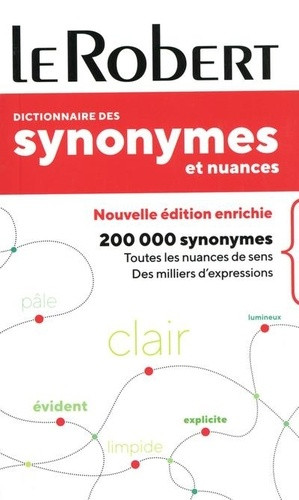 LE ROBERT
DICTIONNAIRE DES
synonymes
et nuances
Nouvelle édition enrichie
200 000 synonymes
Toutes les nuances de sens
Des milliers d'expressions
pâle
lumineux
clair
évident
explicite
limpide